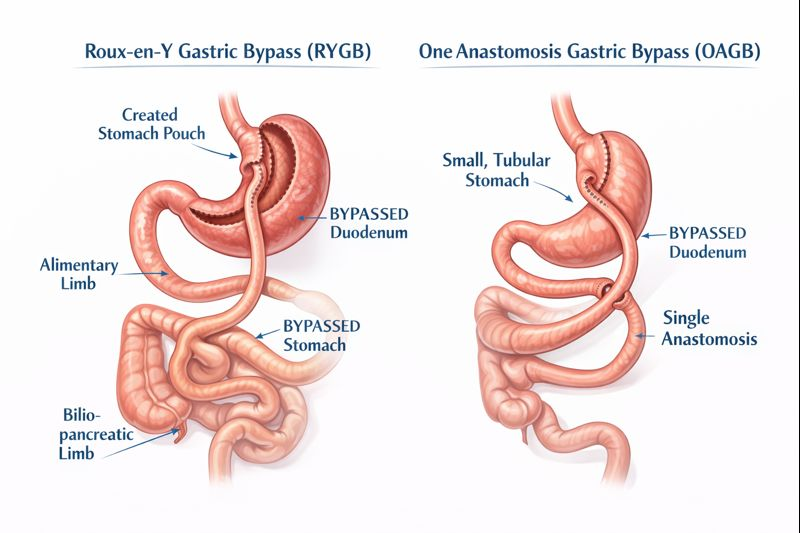 Roux-en-Y Gastric Bypass (RYGB)
Created
Stomach Pouch
BYPASSED
Duodenum
Alimentary
Limb
BYPASSED
Stomach
Bilio-
pancreatic
Limb
One Anastomosis Gastric Bypass (OAGB)
Small, Tubular
Stomach
BYPASSED
Duodenum
Single
Anastomosis